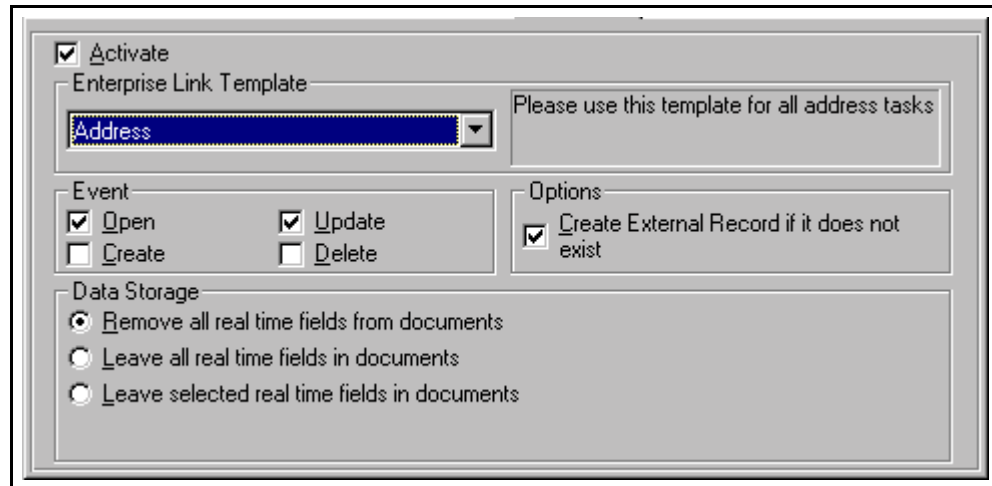 Activate
Enterprise Link Template
Address
Please use this template for all address tasks
Event
Open
Update
Create
Delete
Options
Create External Record if it does not
exist
Data Storage
Remove all real time fields from documents
Leave all real time fields in documents
Leave selected real time fields in documents